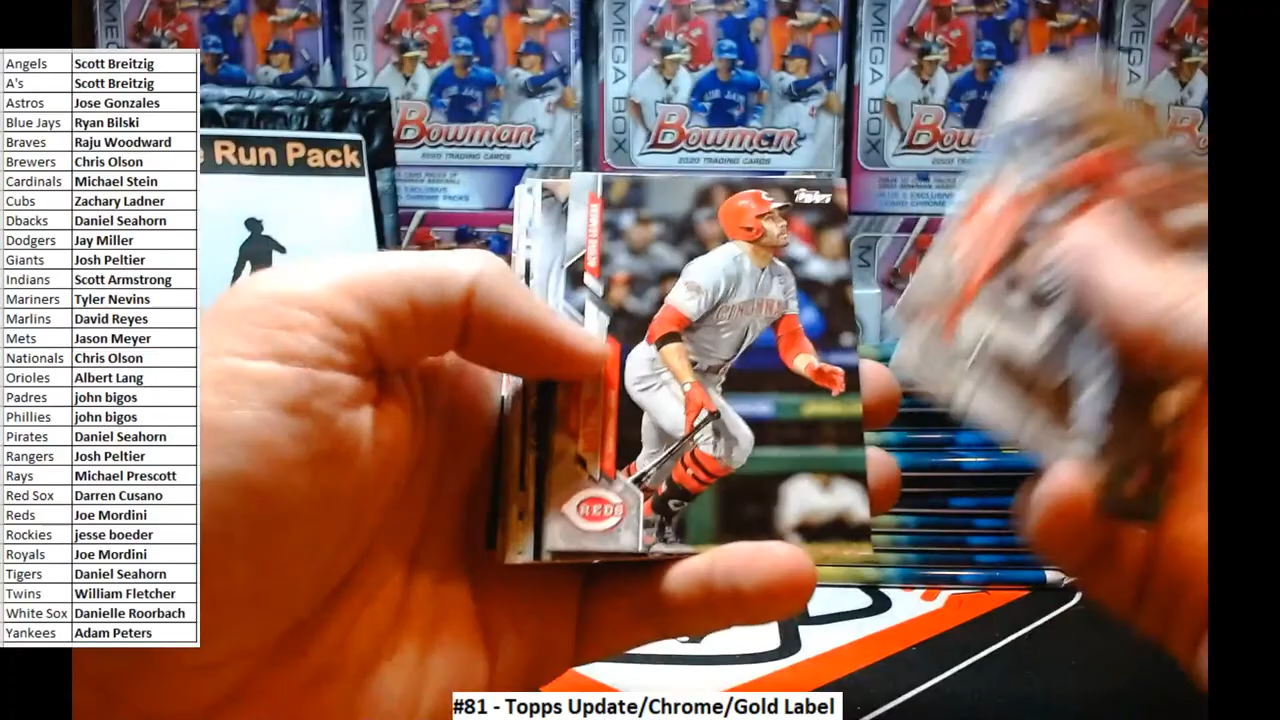 Angels Scott Breitzig
A's Scott Breitzig
Astros Jose Gonzales
Blue Jays Ryan Bilski
Braves Raju Woodward
Brewers Chris Olson
Cardinals Michael Stein
Cubs Zachary Ladner
Dbacks Daniel Seahorn
Dodgers Jay Miller
Giants Josh Peltier
Indians Scott Armstrong
Mariners Tyler Nevins
Marlins David Reyes
Mets Jason Meyer
Nationals Chris Olson
Orioles Albert Lang
Padres john bigos
Phillies john bigos
Pirates Daniel Seahorn
Rangers Josh Peltier
Rays Michael Prescott
Red Sox Darren Cusano
Reds Joe Mordini
Rockies jesse boeder
Royals Joe Mordini
Tigers Daniel Seahorn
Twins William Fletcher
White Sox Danielle Roorbach
Yankees Adam Peters
Run Pack
MEGA BOX
Bowman
2020 TRADING CARDS
MEGA BOX
Bowman
2020 TRADING CARDS
MEGA BOX
Bow
Topps
CINCINNATI
REDS
#81 - Topps Update/Chrome/Gold Label